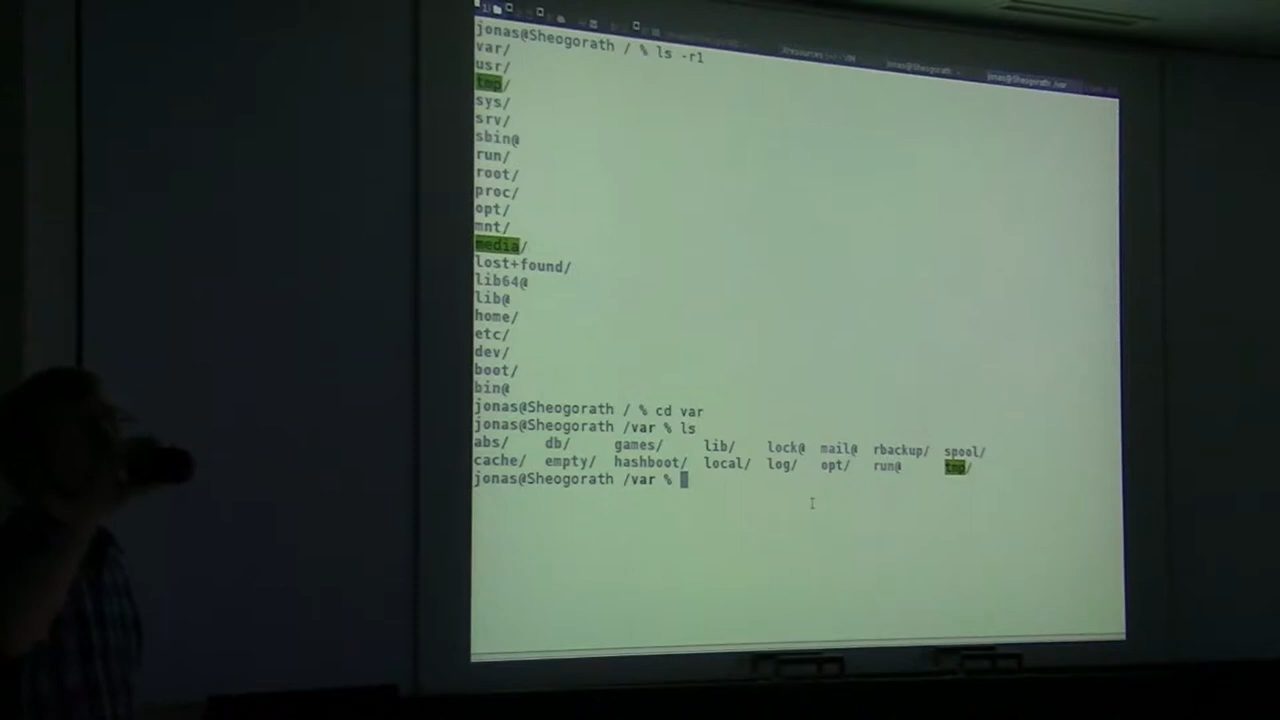 jonas@Sheogorath / % ls -r1
var/
usr/
tmp/
sys/
srv/
sbin@
run/
root/
proc/
opt/
mnt/
media/
lost+found/
lib64@
lib@
home/
etc/
dev/
boot/
bin@
jonas@Sheogorath / % cd var
jonas@Sheogorath /var % ls
abs/ db/ games/ lib/ lock@ mail@ rbackup/ spool/
cache/ empty/ hashboot/ local/ log/ opt/ run@ tmp/
jonas@Sheogorath /var %